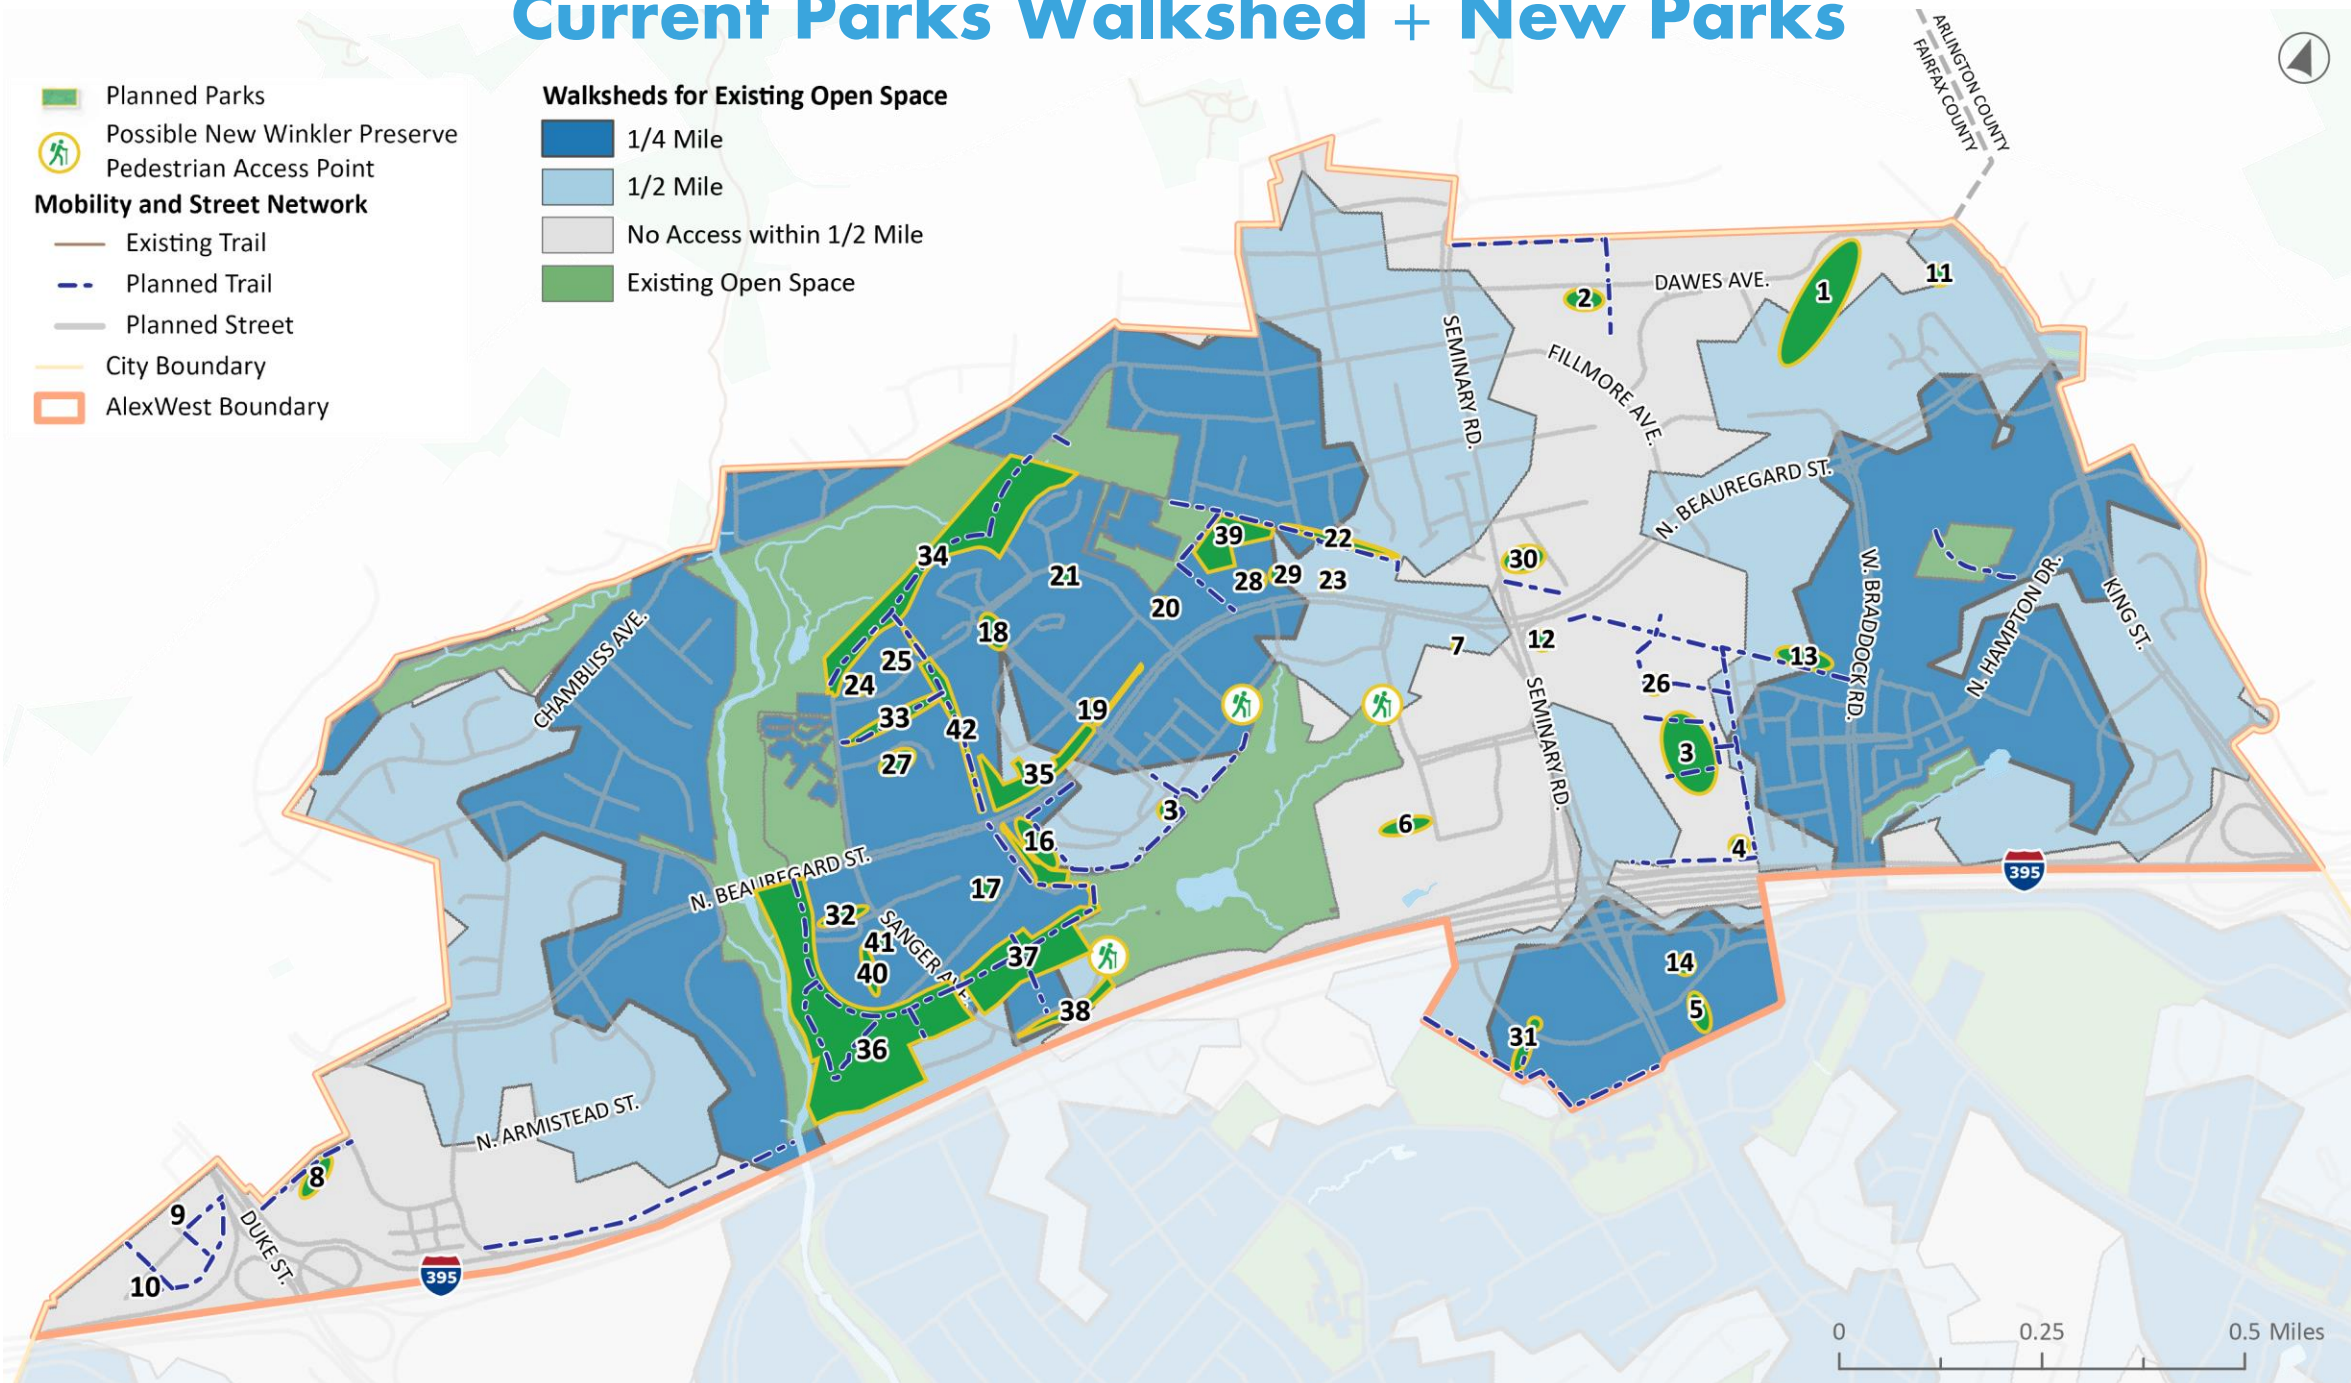 Current Parks Walkshed + New Parks
Planned Parks
Possible New Winkler Preserve
Pedestrian Access Point
Mobility and Street Network
Existing Trail
Planned Trail
Planned Street
City Boundary
AlexWest Boundary
Walksheds for Existing Open Space
1/4 Mile
1/2 Mile
No Access within 1/2 Mile
Existing Open Space
ARLINGTON COUNTY
FAIRFAX COUNTY
DAWES AVE.
1
11
2
SEMINARY RD.
FILLMORE AVE.
N. BEAUREGARD ST.
34
39
22
30
21
28
29
23
20
W. BRADDOCK RD.
N. HAMPTON DR.
KING ST.
CHAMBLISS AVE.
18
7
12
13
25
24
26
33
42
19
SEMINARY RD.
27
35
3
3
6
16
4
N. BEAUREGARD ST.
17
395
32
41
SANGER AVE.
40
37
14
38
5
31
36
N. ARMISTEAD ST.
8
9
DUKE ST.
10
395
0
0.25
0.5 Miles